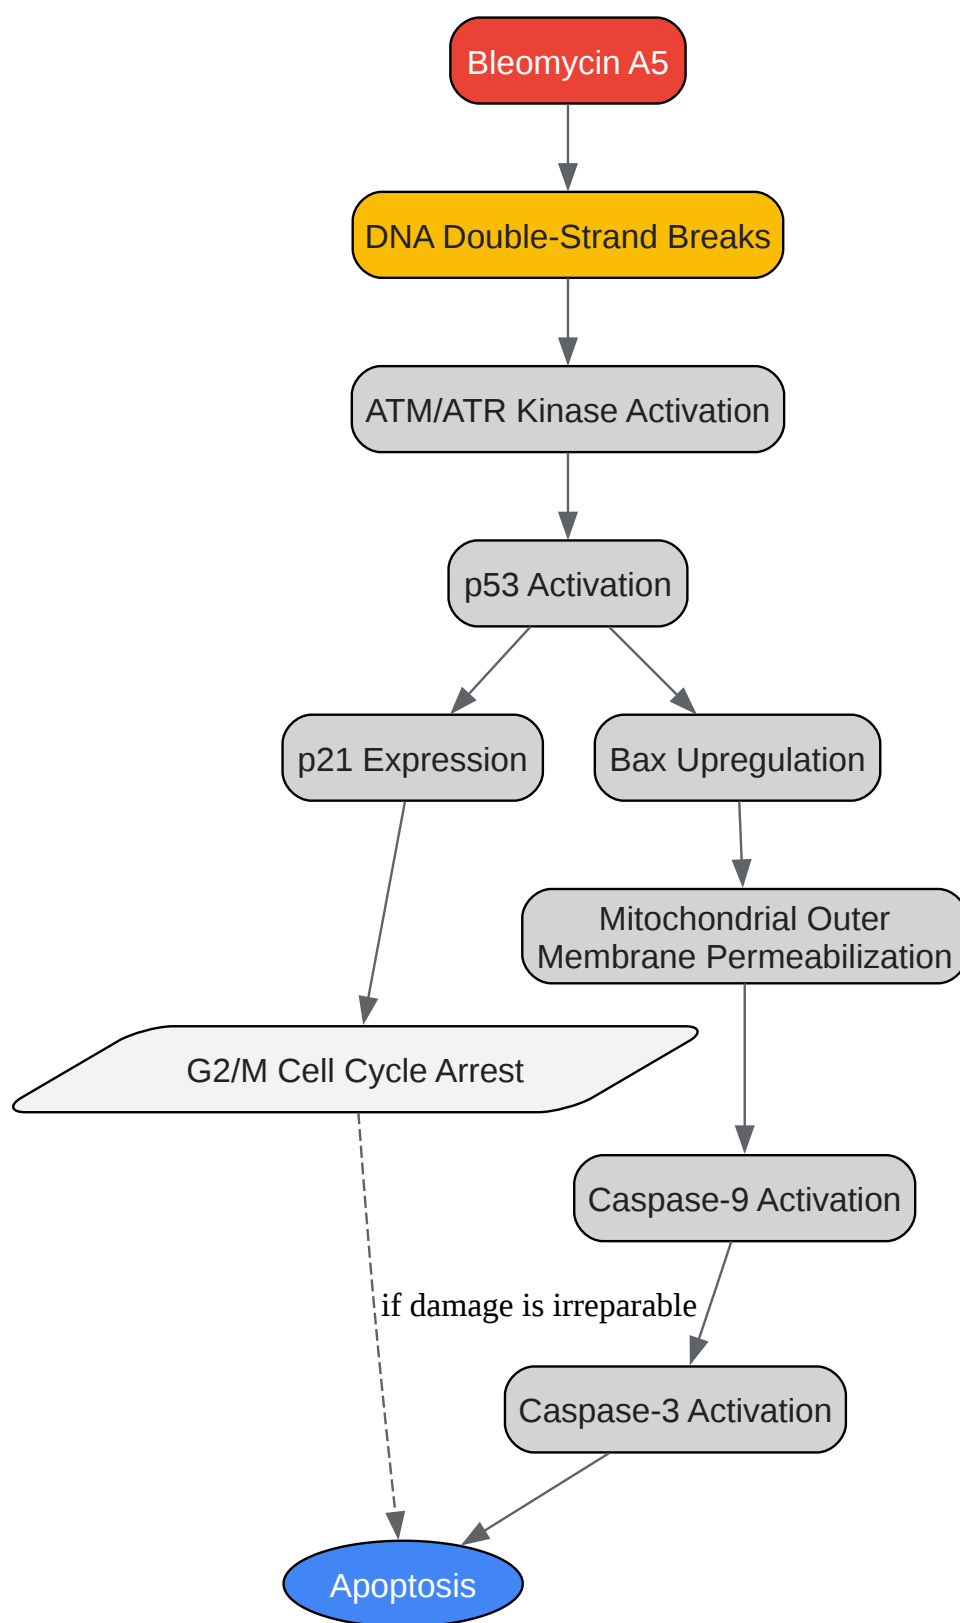 Bleomycin A5
DNA Double-Strand Breaks
ATM/ATR Kinase Activation
p53 Activation
p21 Expression
Bax Upregulation
Mitochondrial Outer
Membrane Permeabilization
G2/M Cell Cycle Arrest
Caspase-9 Activation
if damage is irreparable
Caspase-3 Activation
Apoptosis